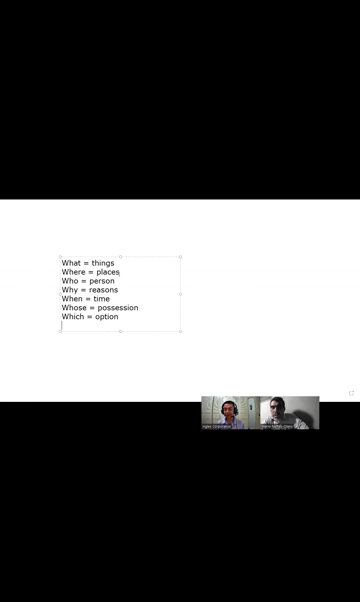 What = things
Where = places
Who = person
Why = reasons
When = time
Whose = possession
Which = option